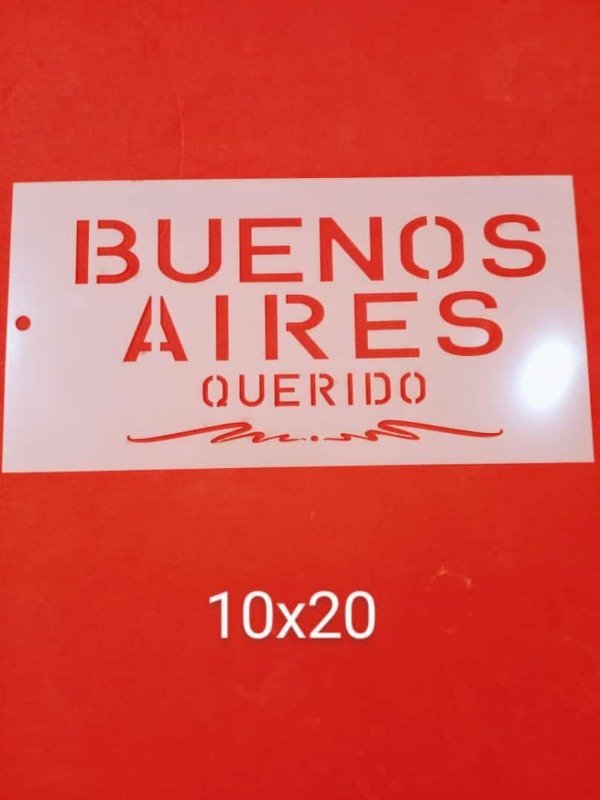 BUENOS
AIRES
QUERIDO
10x20